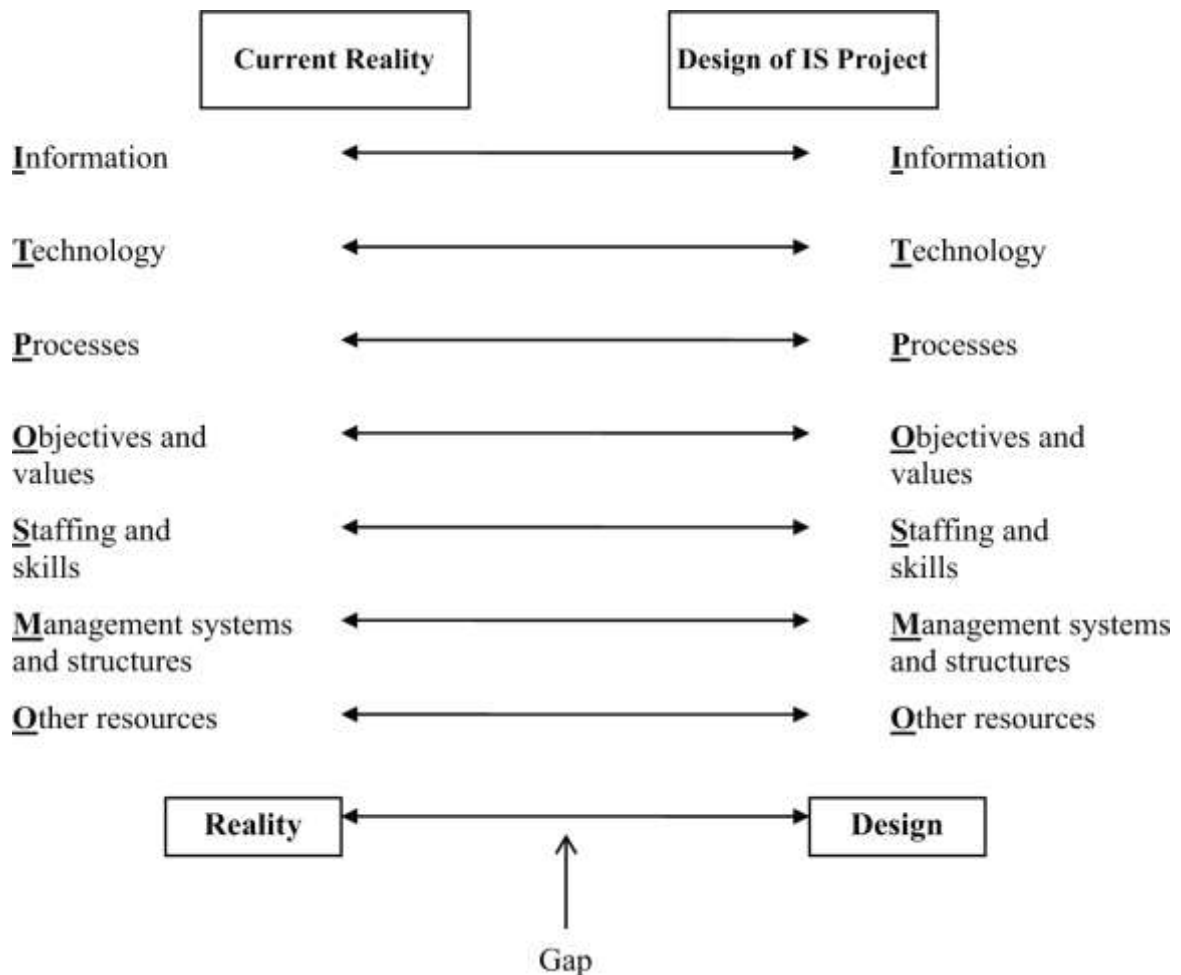 Current Reality
Design of IS Project
Information
Information
Technology
Technology
Processes
Processes
Objectives and
values
Objectives and
values
Staffing and
skills
Staffing and
skills
Management systems
and structures
Management systems
and structures
Other resources
Other resources
Reality
Design
Gap